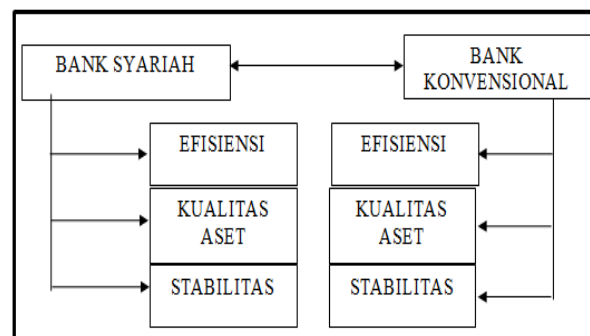 BANK SYARIAH
BANK
KONVENSIONAL
EFISIENSI
EFISIENSI
KUALITAS
ASET
KUALITAS
ASET
STABILITAS
STABILITAS